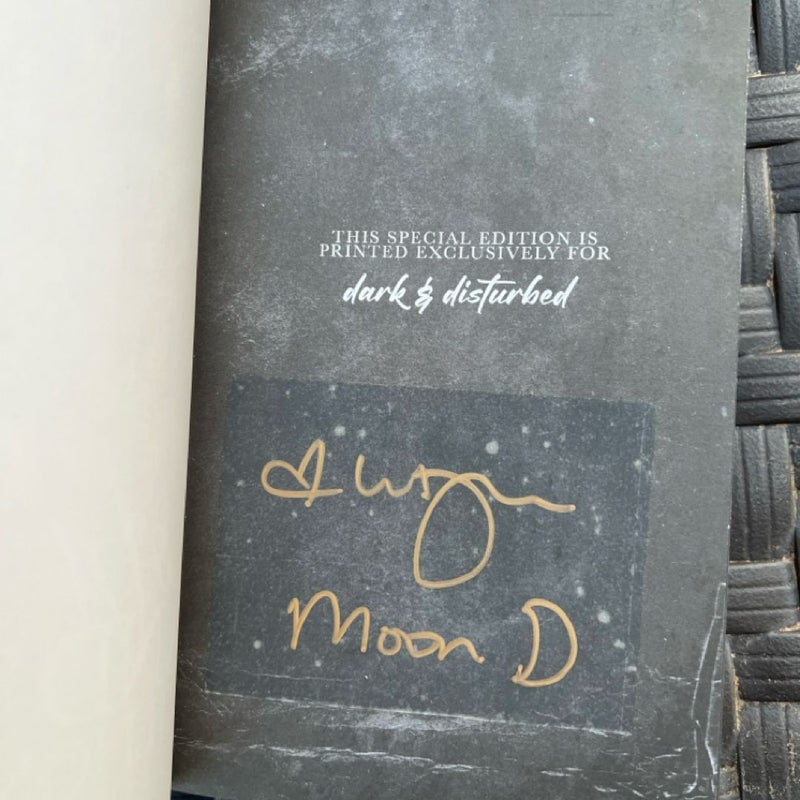 THIS SPECIAL EDITION IS
PRINTED EXCLUSIVELY FOR
dark & disturbed
Moon